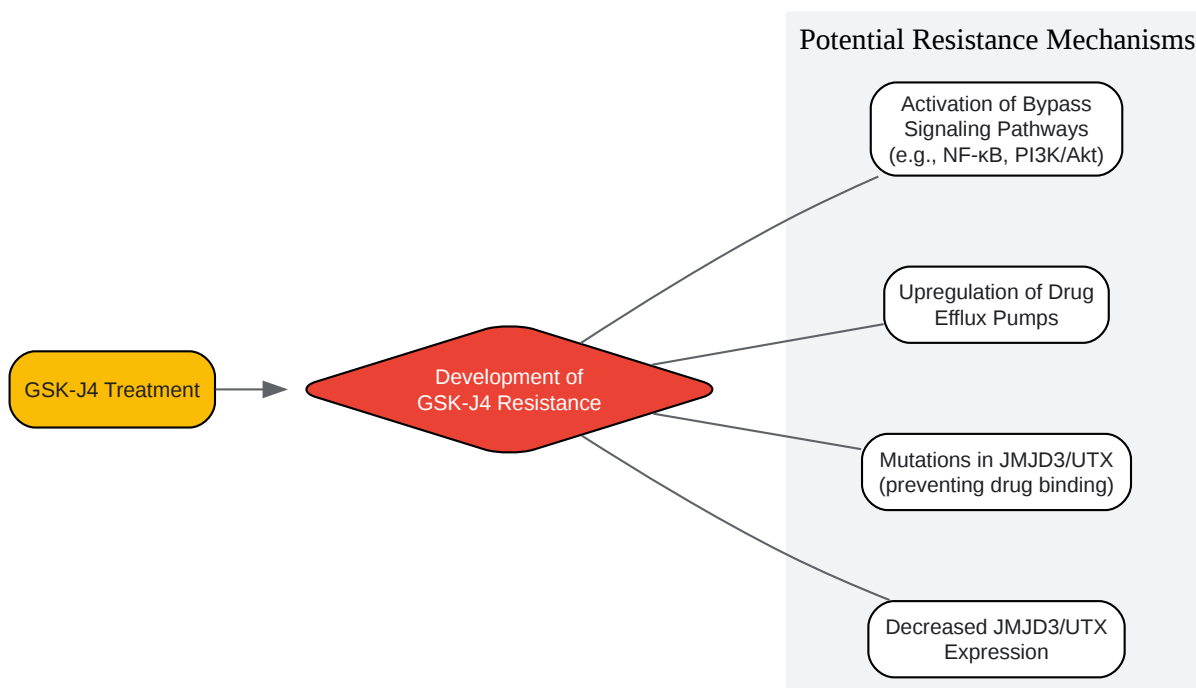 Potential Resistance Mechanisms
Activation of Bypass
Signaling Pathways
(e.g., NF-κB, PI3K/Akt)
Upregulation of Drug
Efflux Pumps
GSK-J4 Treatment
Development of
GSK-J4 Resistance
Mutations in JMJD3/UTX
(preventing drug binding)
Decreased JMJD3/UTX
Expression